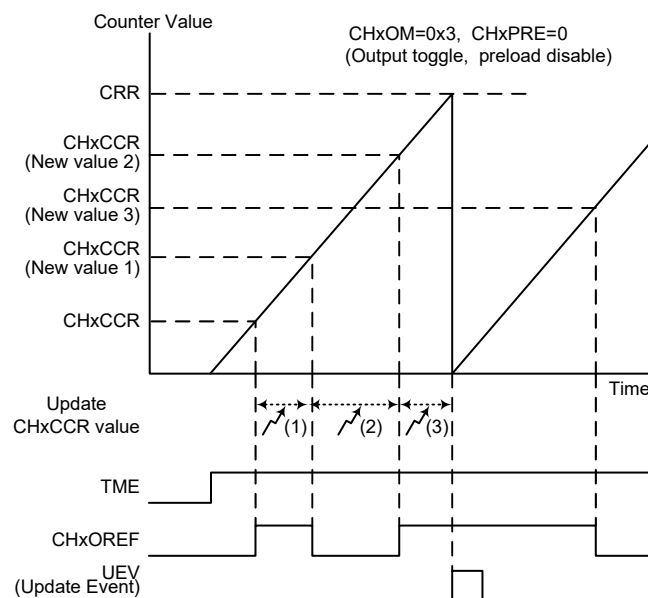 Counter Value
CHxOM=0x3, CHxPRE=0
(Output toggle, preload disable)
CRR
CHxCCR
(New value 2)
CHxCCR
(New value 3)
CHxCCR
(New value 1)
CHxCCR
Time
Update
CHxCCR value
(1)
(2)
(3)
TME
CHxOREF
UEV
(Update Event)